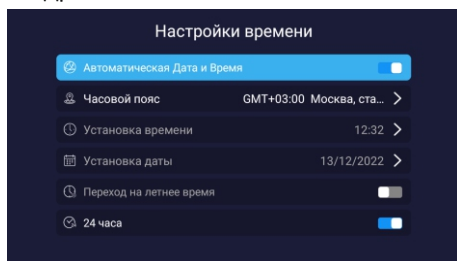 Настройки времени
Автоматическая Дата и Время
Часовой пояс GMT+03:00 Москва, ста...
Установка времени 12:32
Установка даты 13/12/2022
Переход на летнее время
24 часа